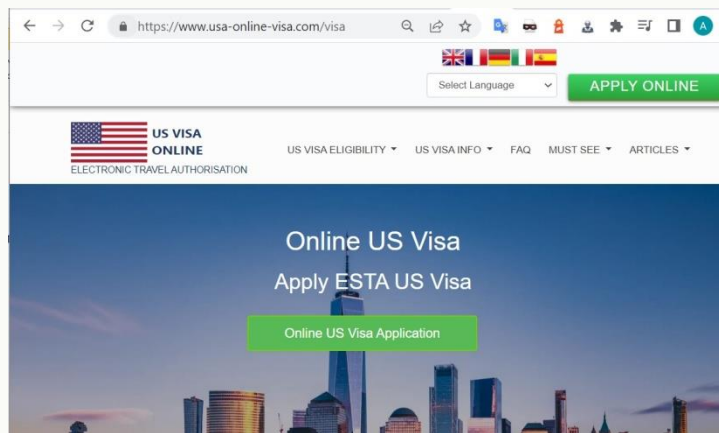 https://www.usa-online-visa.com/visa
A
Select Language
APPLY ONLINE
US VISA
ONLINE
ELECTRONIC TRAVEL AUTHORISATION
US VISA ELIGIBILITY US VISA INFO FAQ MUST SEE ARTICLES
Online US Visa
Apply ESTA US Visa
Online US Visa Application